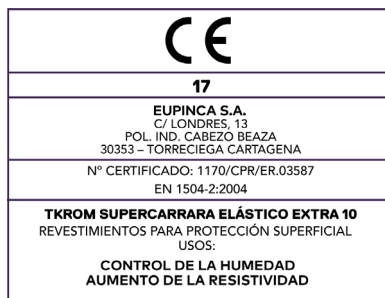 CE
17
EUPINCA S.A.
C/ LONDRES, 13
POL. IND. CABEZO BEAZA
30353 – TORRECIEGA CARTAGENA
Nº CERTIFICADO: 1170/CPR/ER.03587
EN 1504-2:2004
TKROM SUPERCARRARA ELÁSTICO EXTRA 10
REVESTIMIENTOS PARA PROTECCIÓN SUPERFICIAL
USOS:
CONTROL DE LA HUMEDAD
AUMENTO DE LA RESISTIVIDAD